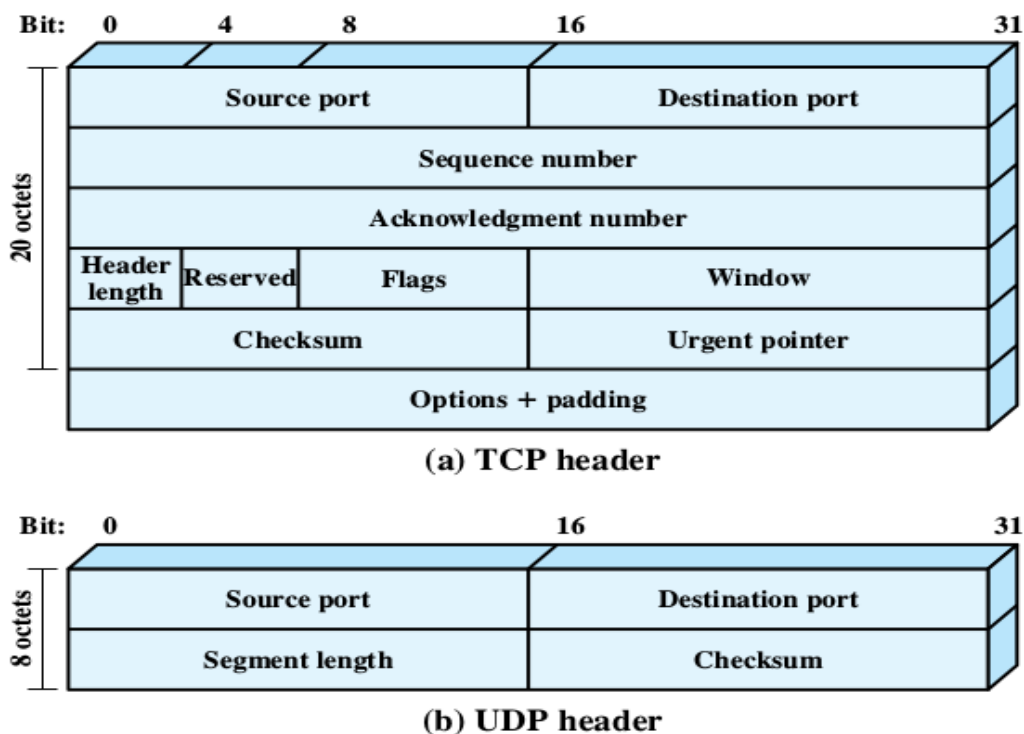 Bit: 0 4 8 16 31
Source port Destination port
Sequence number
Acknowledgment number
Header length Reserved Flags Window
Checksum Urgent pointer
Options + padding
20 octets
(a) TCP header
Bit: 0 16 31
Source port Destination port
Segment length Checksum
8 octets
(b) UDP header